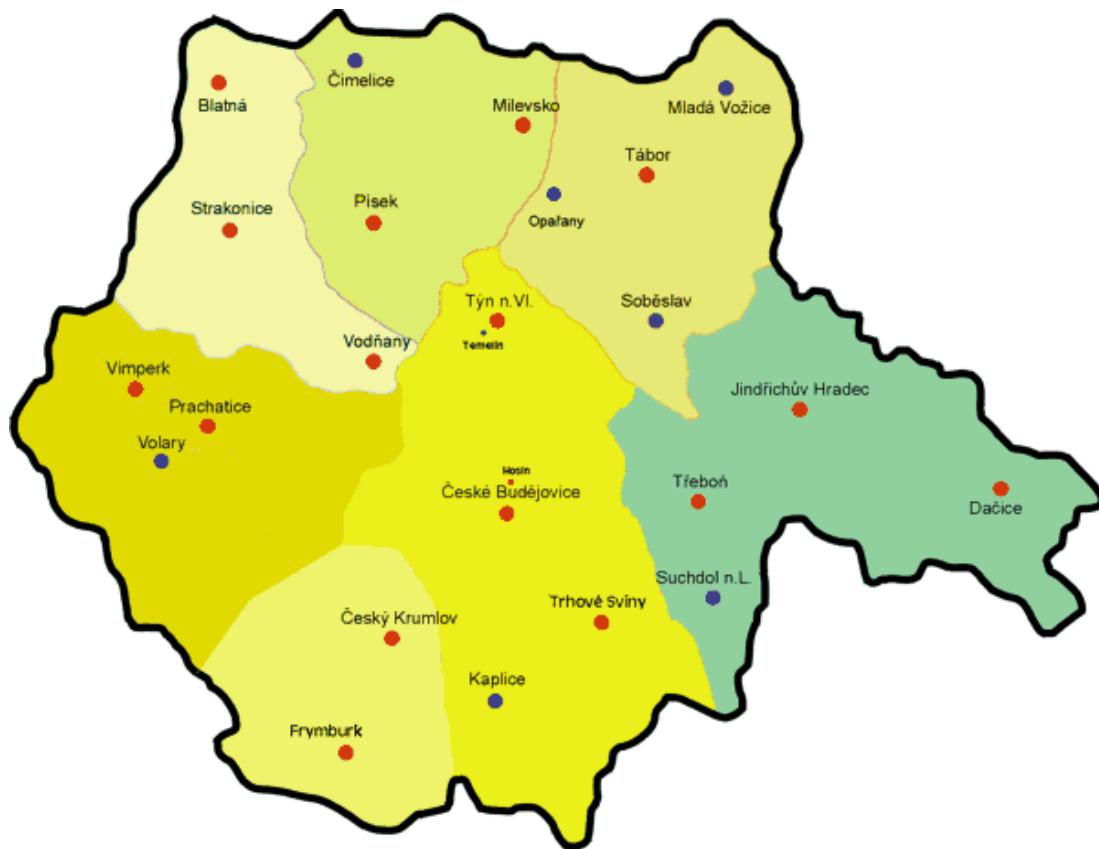 Čimelice
Blatná
Milevsko
Mladá Vožice
Tábor
Strakonice
Písek
Opařany
Týn n.Vl.
Soběslav
Temelín
Vodňany
Vimperk
Prachatice
Jindřichův Hradec
Volary
Hosín
České Budějovice
Třeboň
Dačice
Suchdol n.L.
Trhové Svíny
Český Krumlov
Kaplice
Frymburk